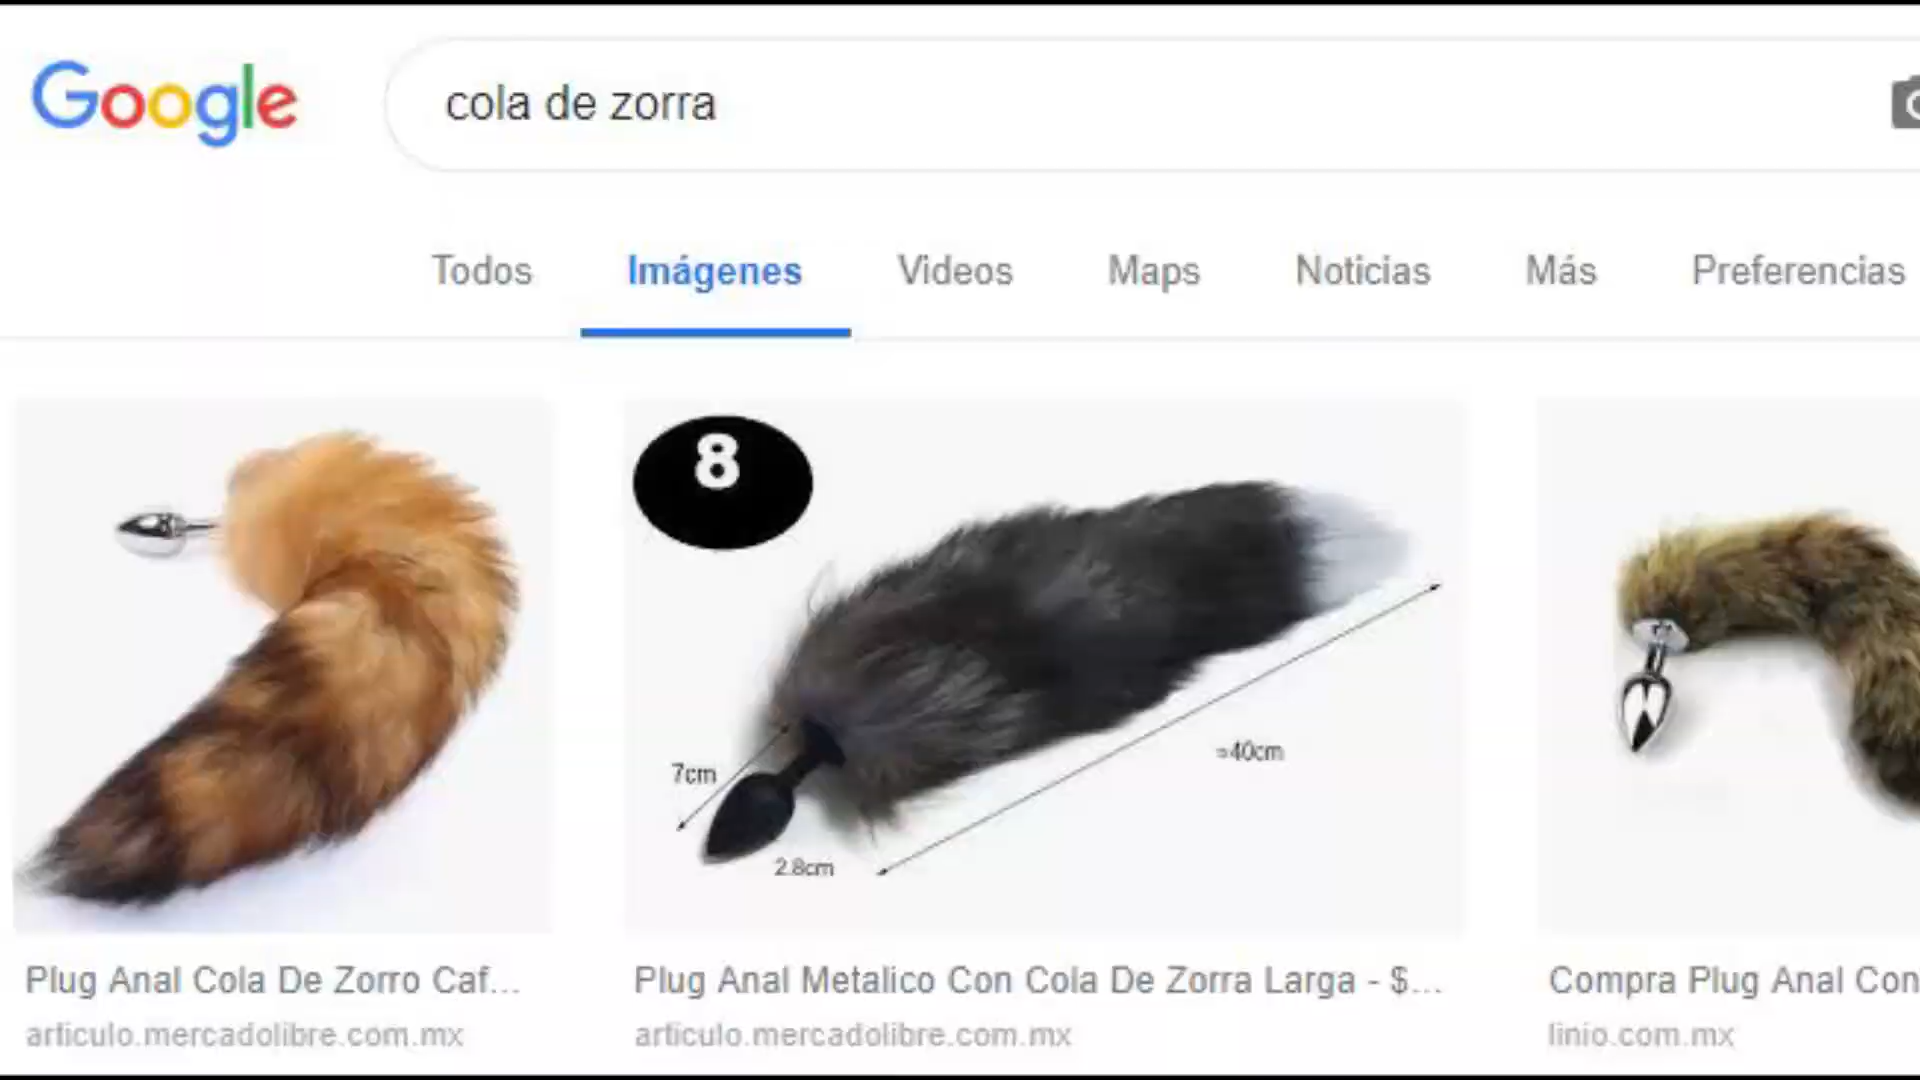 Google
cola de zorra
Todos
Imágenes
Videos
Maps
Noticias
Más
Preferencias
8
7cm
2.8cm
≈40cm
Plug Anal Cola De Zorro Caf...
articulo.mercadolibre.com.mx
Plug Anal Metalico Con Cola De Zorra Larga - $...
articulo.mercadolibre.com.mx
Compra Plug Anal Con
linio.com.mx